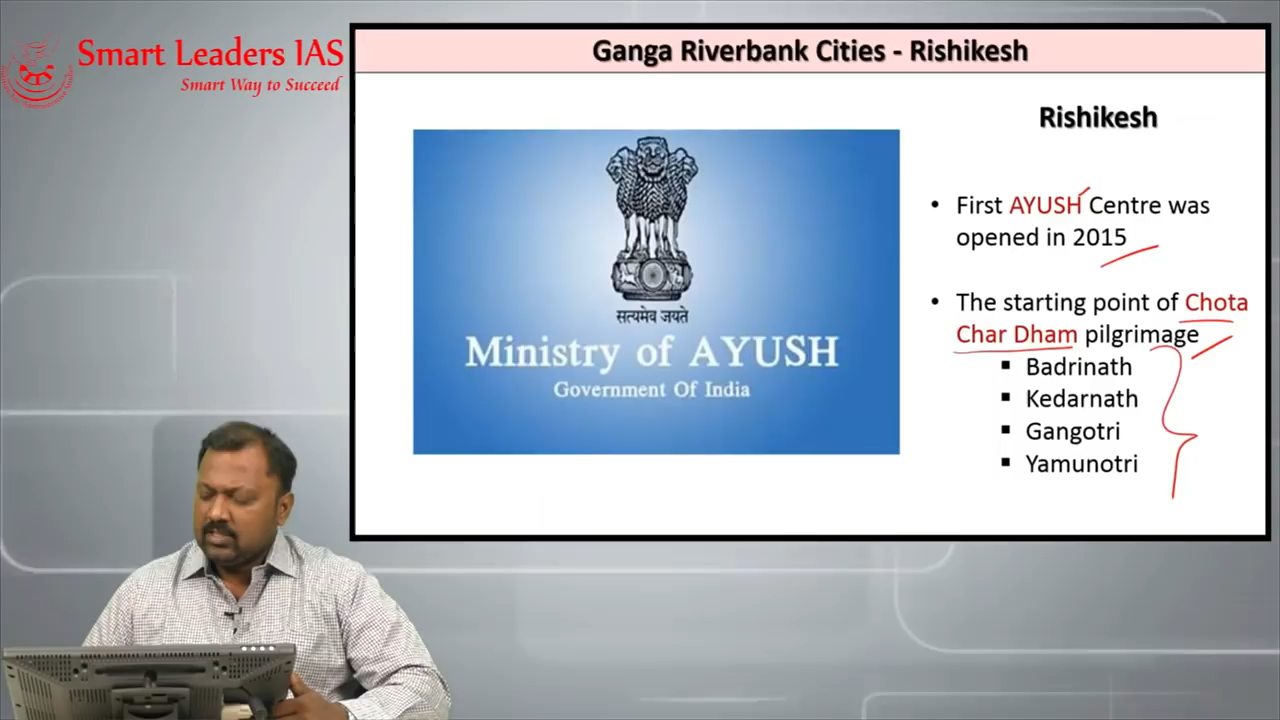 Smart Leaders IAS
Smart Way to Succeed
Ganga Riverbank Cities - Rishikesh
Rishikesh
• First AYUSH Centre was
opened in 2015
• The starting point of Chota
Char Dham pilgrimage
▪ Badrinath
▪ Kedarnath
▪ Gangotri
▪ Yamunotri
सत्यमेव जयते
Ministry of AYUSH
Government Of India